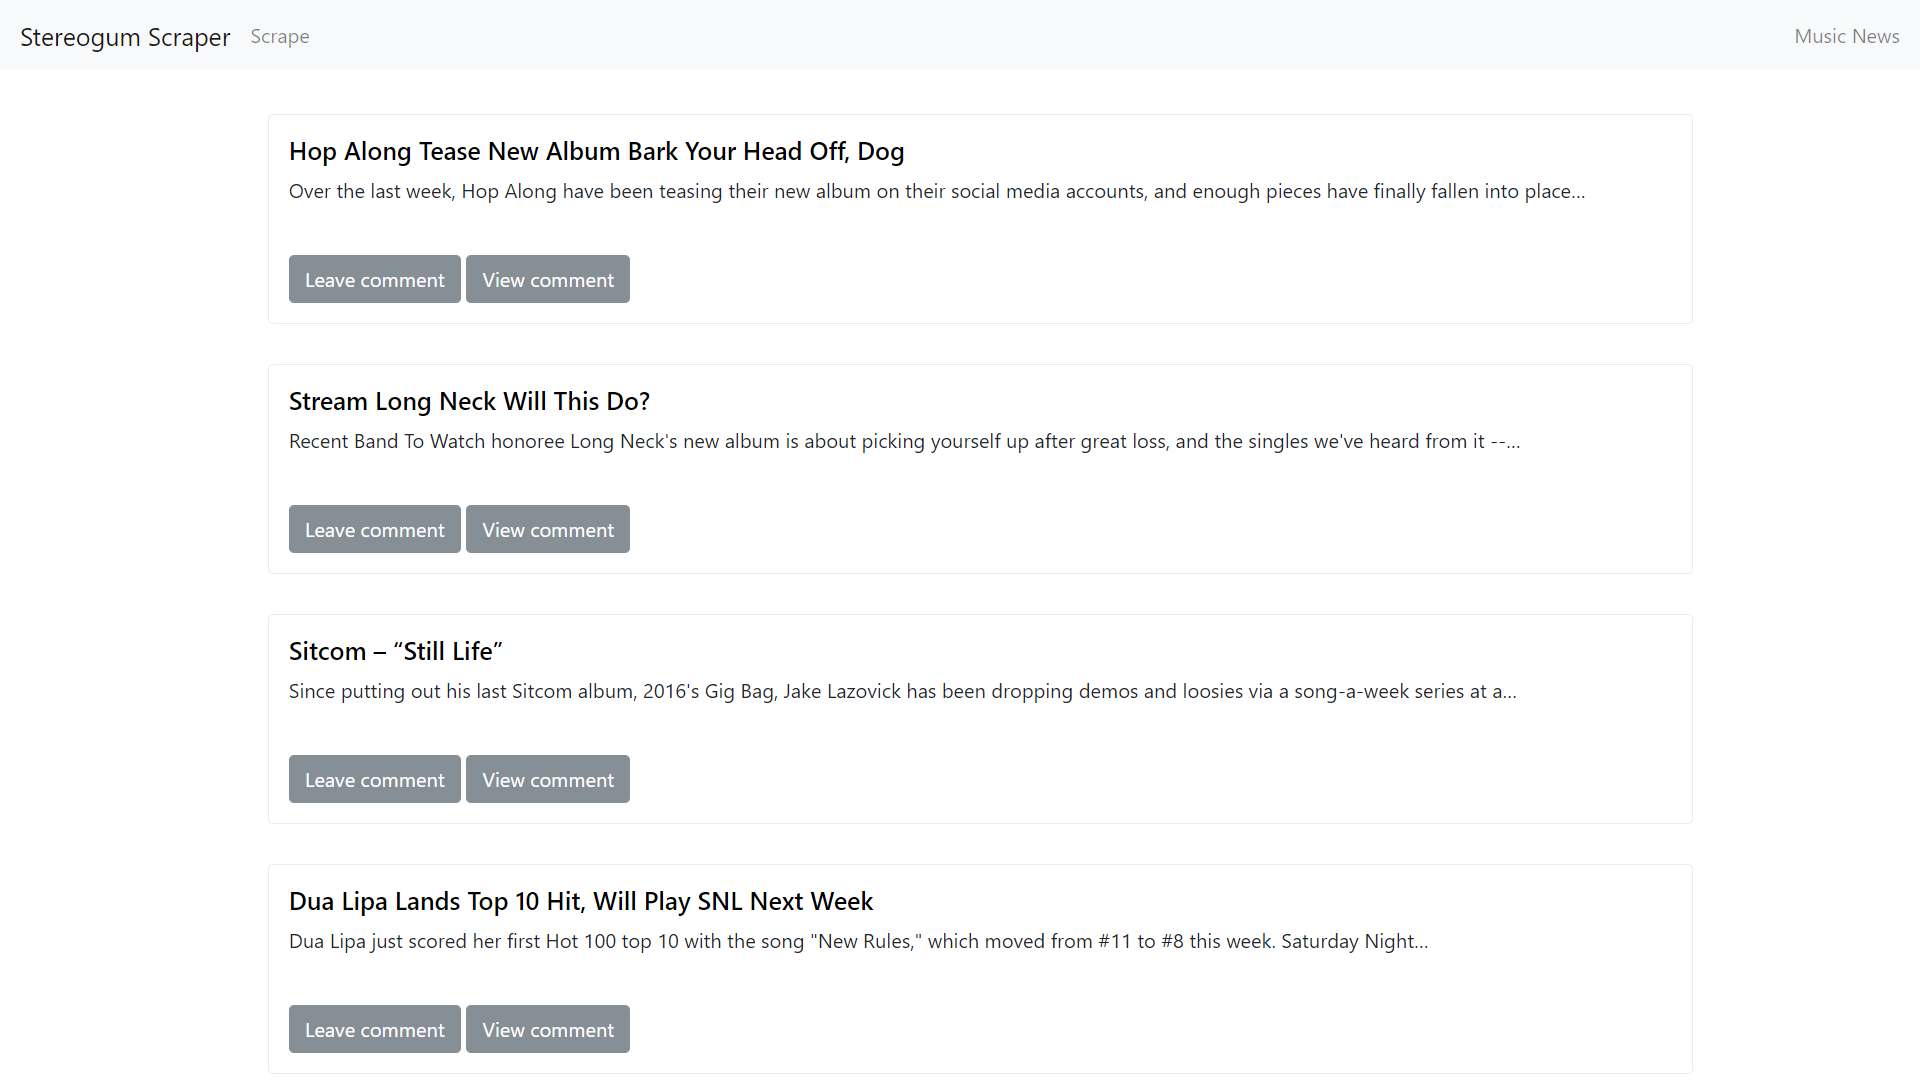 Stereogum Scraper Scrape Music News
Hop Along Tease New Album Bark Your Head Off, Dog
Over the last week, Hop Along have been teasing their new album on their social media accounts, and enough pieces have finally fallen into place...
Leave comment View comment
Stream Long Neck Will This Do?
Recent Band To Watch honoree Long Neck's new album is about picking yourself up after great loss, and the singles we've heard from it --...
Leave comment View comment
Sitcom – “Still Life”
Since putting out his last Sitcom album, 2016's Gig Bag, Jake Lazovick has been dropping demos and loosies via a song-a-week series at a...
Leave comment View comment
Dua Lipa Lands Top 10 Hit, Will Play SNL Next Week
Dua Lipa just scored her first Hot 100 top 10 with the song "New Rules," which moved from #11 to #8 this week. Saturday Night...
Leave comment View comment